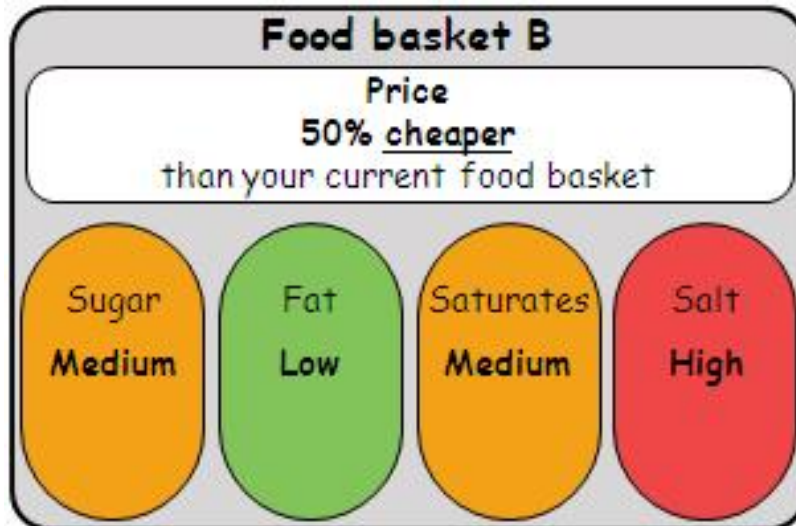 Food basket B
Price
50% cheaper
than your current food basket
Sugar
Medium
Fat
Low
Saturates
Medium
Salt
High